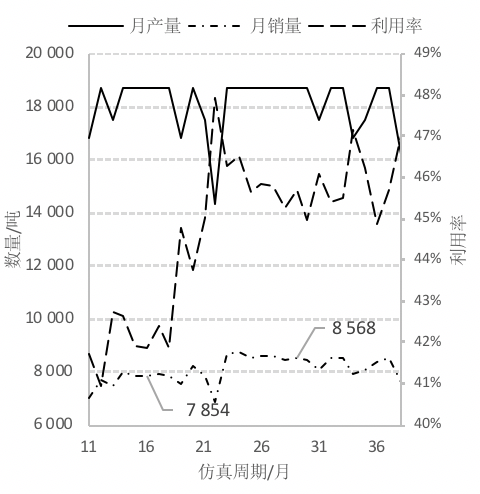 月产量 月销量 利用率
20 000 49%
18 000 48%
16 000 47%
14 000 46%
12 000 45%
10 000 44%
8 000 43%
6 000 42%
41%
40%
数量/吨
利用率
8 568
7 854
11 16 21 26 31 36
仿真周期/月